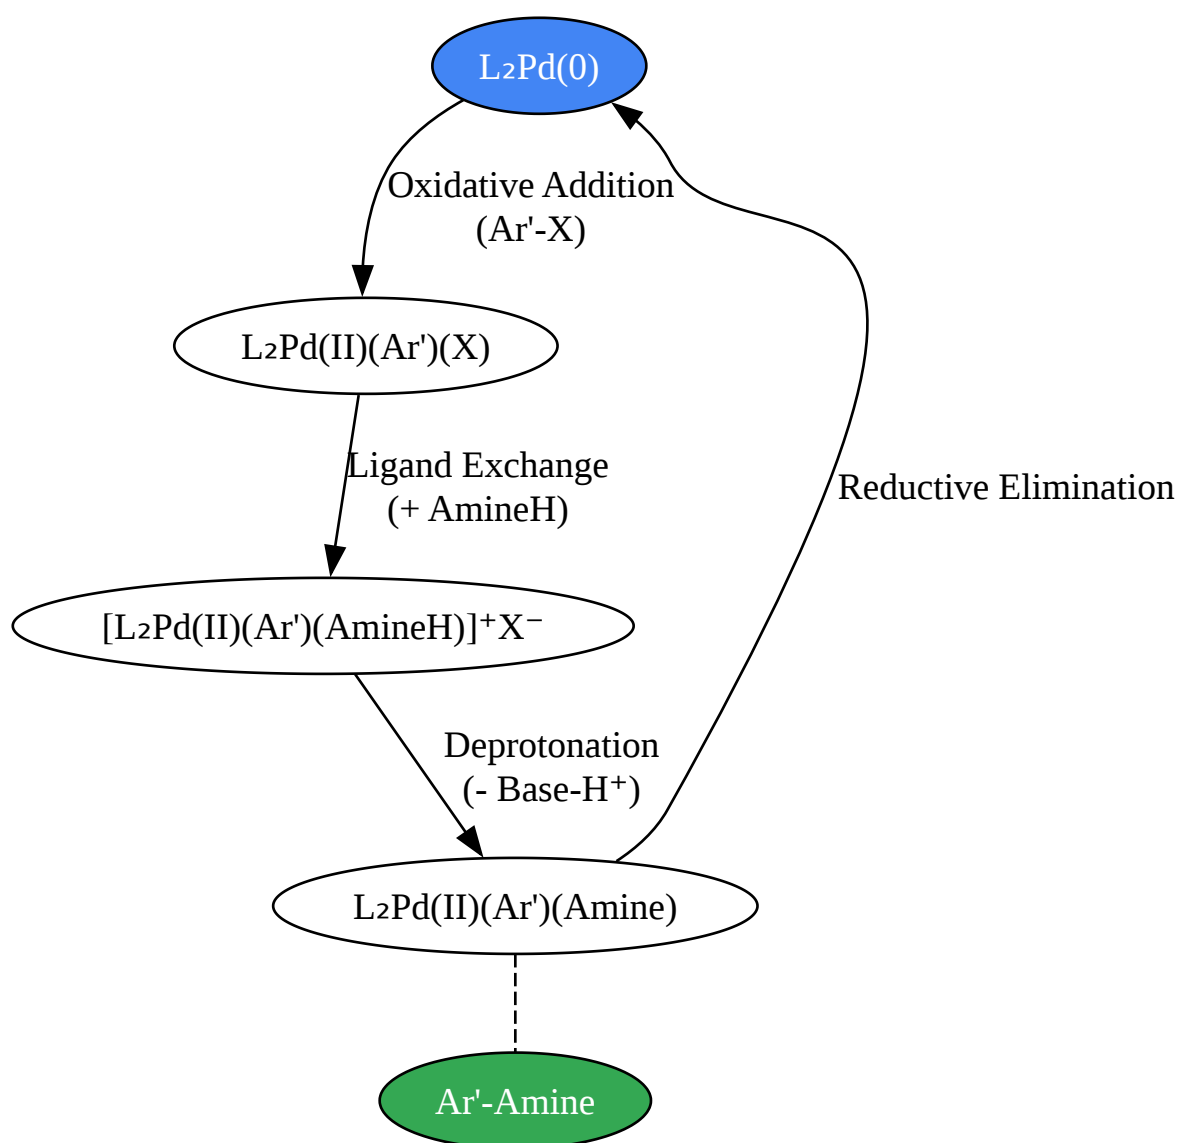 L₂Pd(0)
Oxidative Addition
(Ar'-X)
L₂Pd(II)(Ar')(X)
Ligand Exchange
(+ AmineH)
Reductive Elimination
[L₂Pd(II)(Ar')(AmineH)]⁺X⁻
Deprotonation
(- Base-H⁺)
L₂Pd(II)(Ar')(Amine)
Ar'-Amine